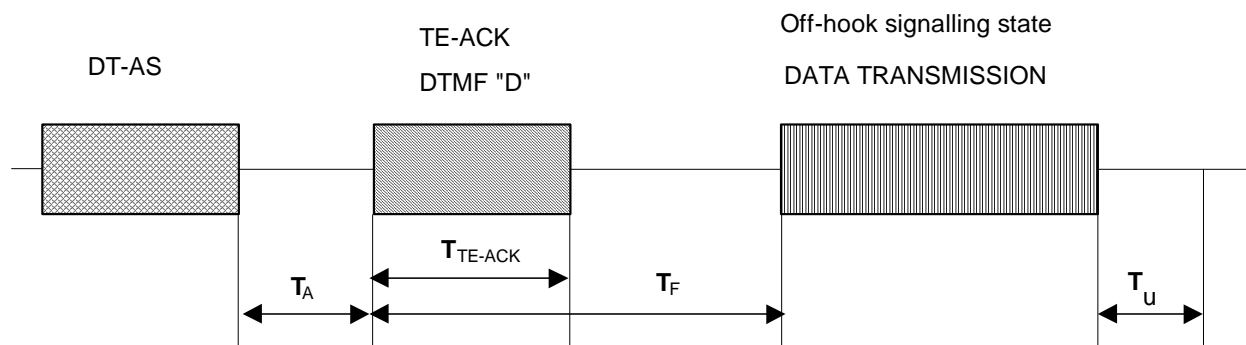 DT-AS
TE-ACK
DTMF "D"
Off-hook signalling state
DATA TRANSMISSION
TTE-ACK
TA
TF
Tu